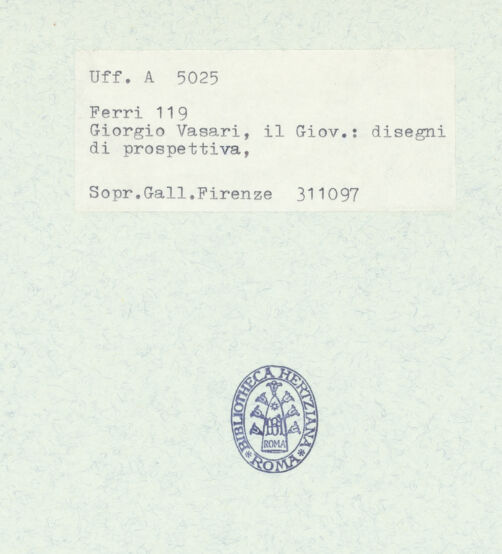 Uff. A 5025
Ferri 119
Giorgio Vasari, il Giov.: disegni
di prospettiva,
Sopr.Gall.Firenze 311097
BIBLIOTHECA HERTZIANA
ROMA
* ROMA *